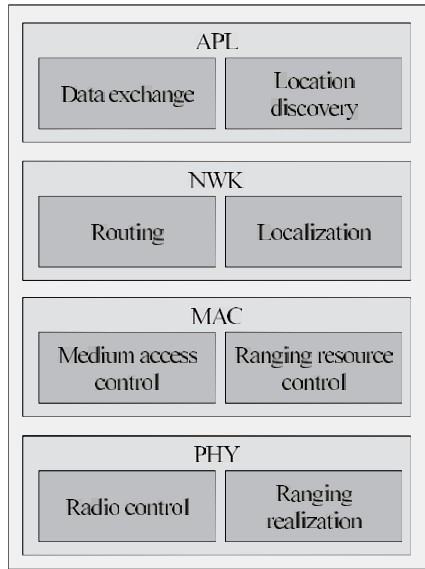 APL
Data exchange
Location
discovery
NWK
Routing
Localization
MAC
Medium access
control
Ranging resource
control
PHY
Radio control
Ranging
realization